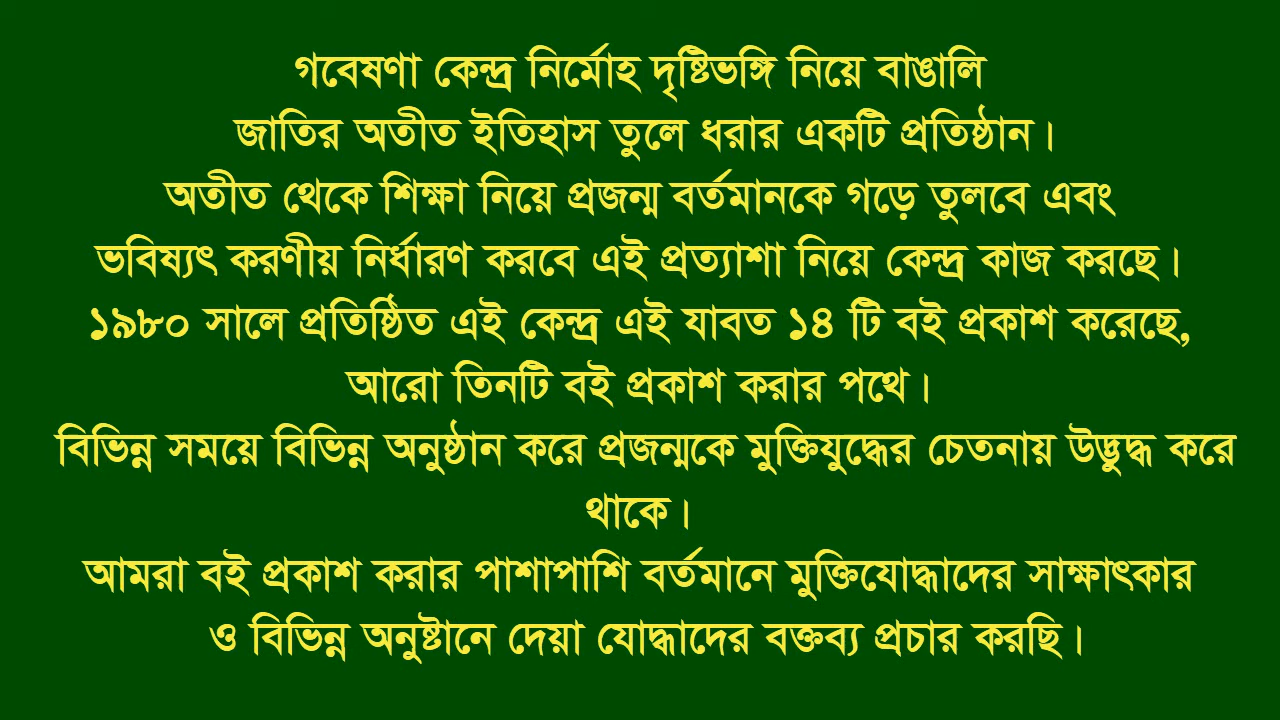 গবেষণা কেন্দ্র নির্মোহ দৃষ্টিভঙ্গি নিয়ে বাঙালি
জাতির অতীত ইতিহাস তুলে ধরার একটি প্রতিষ্ঠান।
অতীত থেকে শিক্ষা নিয়ে প্রজন্ম বর্তমানকে গড়ে তুলবে এবং
ভবিষ্যৎ করণীয় নির্ধারণ করবে এই প্রত্যাশা নিয়ে কেন্দ্র কাজ করছে।
১৯৮০ সালে প্রতিষ্ঠিত এই কেন্দ্র এই যাবত ১৪ টি বই প্রকাশ করেছে,
আরো তিনটি বই প্রকাশ করার পথে।
বিভিন্ন সময়ে বিভিন্ন অনুষ্ঠান করে প্রজন্মকে মুক্তিযুদ্ধের চেতনায় উদ্ভুদ্ধ করে
থাকে।
আমরা বই প্রকাশ করার পাশাপাশি বর্তমানে মুক্তিযোদ্ধাদের সাক্ষাৎকার
ও বিভিন্ন অনুষ্টানে দেয়া যোদ্ধাদের বক্তব্য প্রচার করছি।